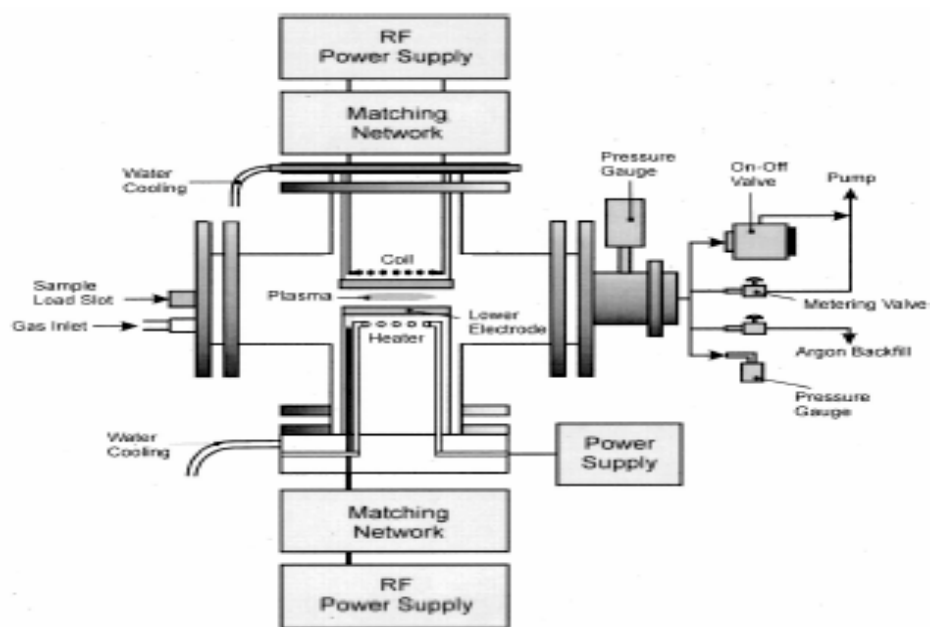 RF
Power Supply
Matching
Network
Water
Cooling
Pressure
Gauge
On-Off
Valve
Pump
Coil
Sample
Load Slot
Plasma
Metering Valve
Gas Inlet
Lower
Electrode
Heater
Argon Backfill
Pressure
Gauge
Water
Cooling
Power
Supply
Matching
Network
RF
Power Supply